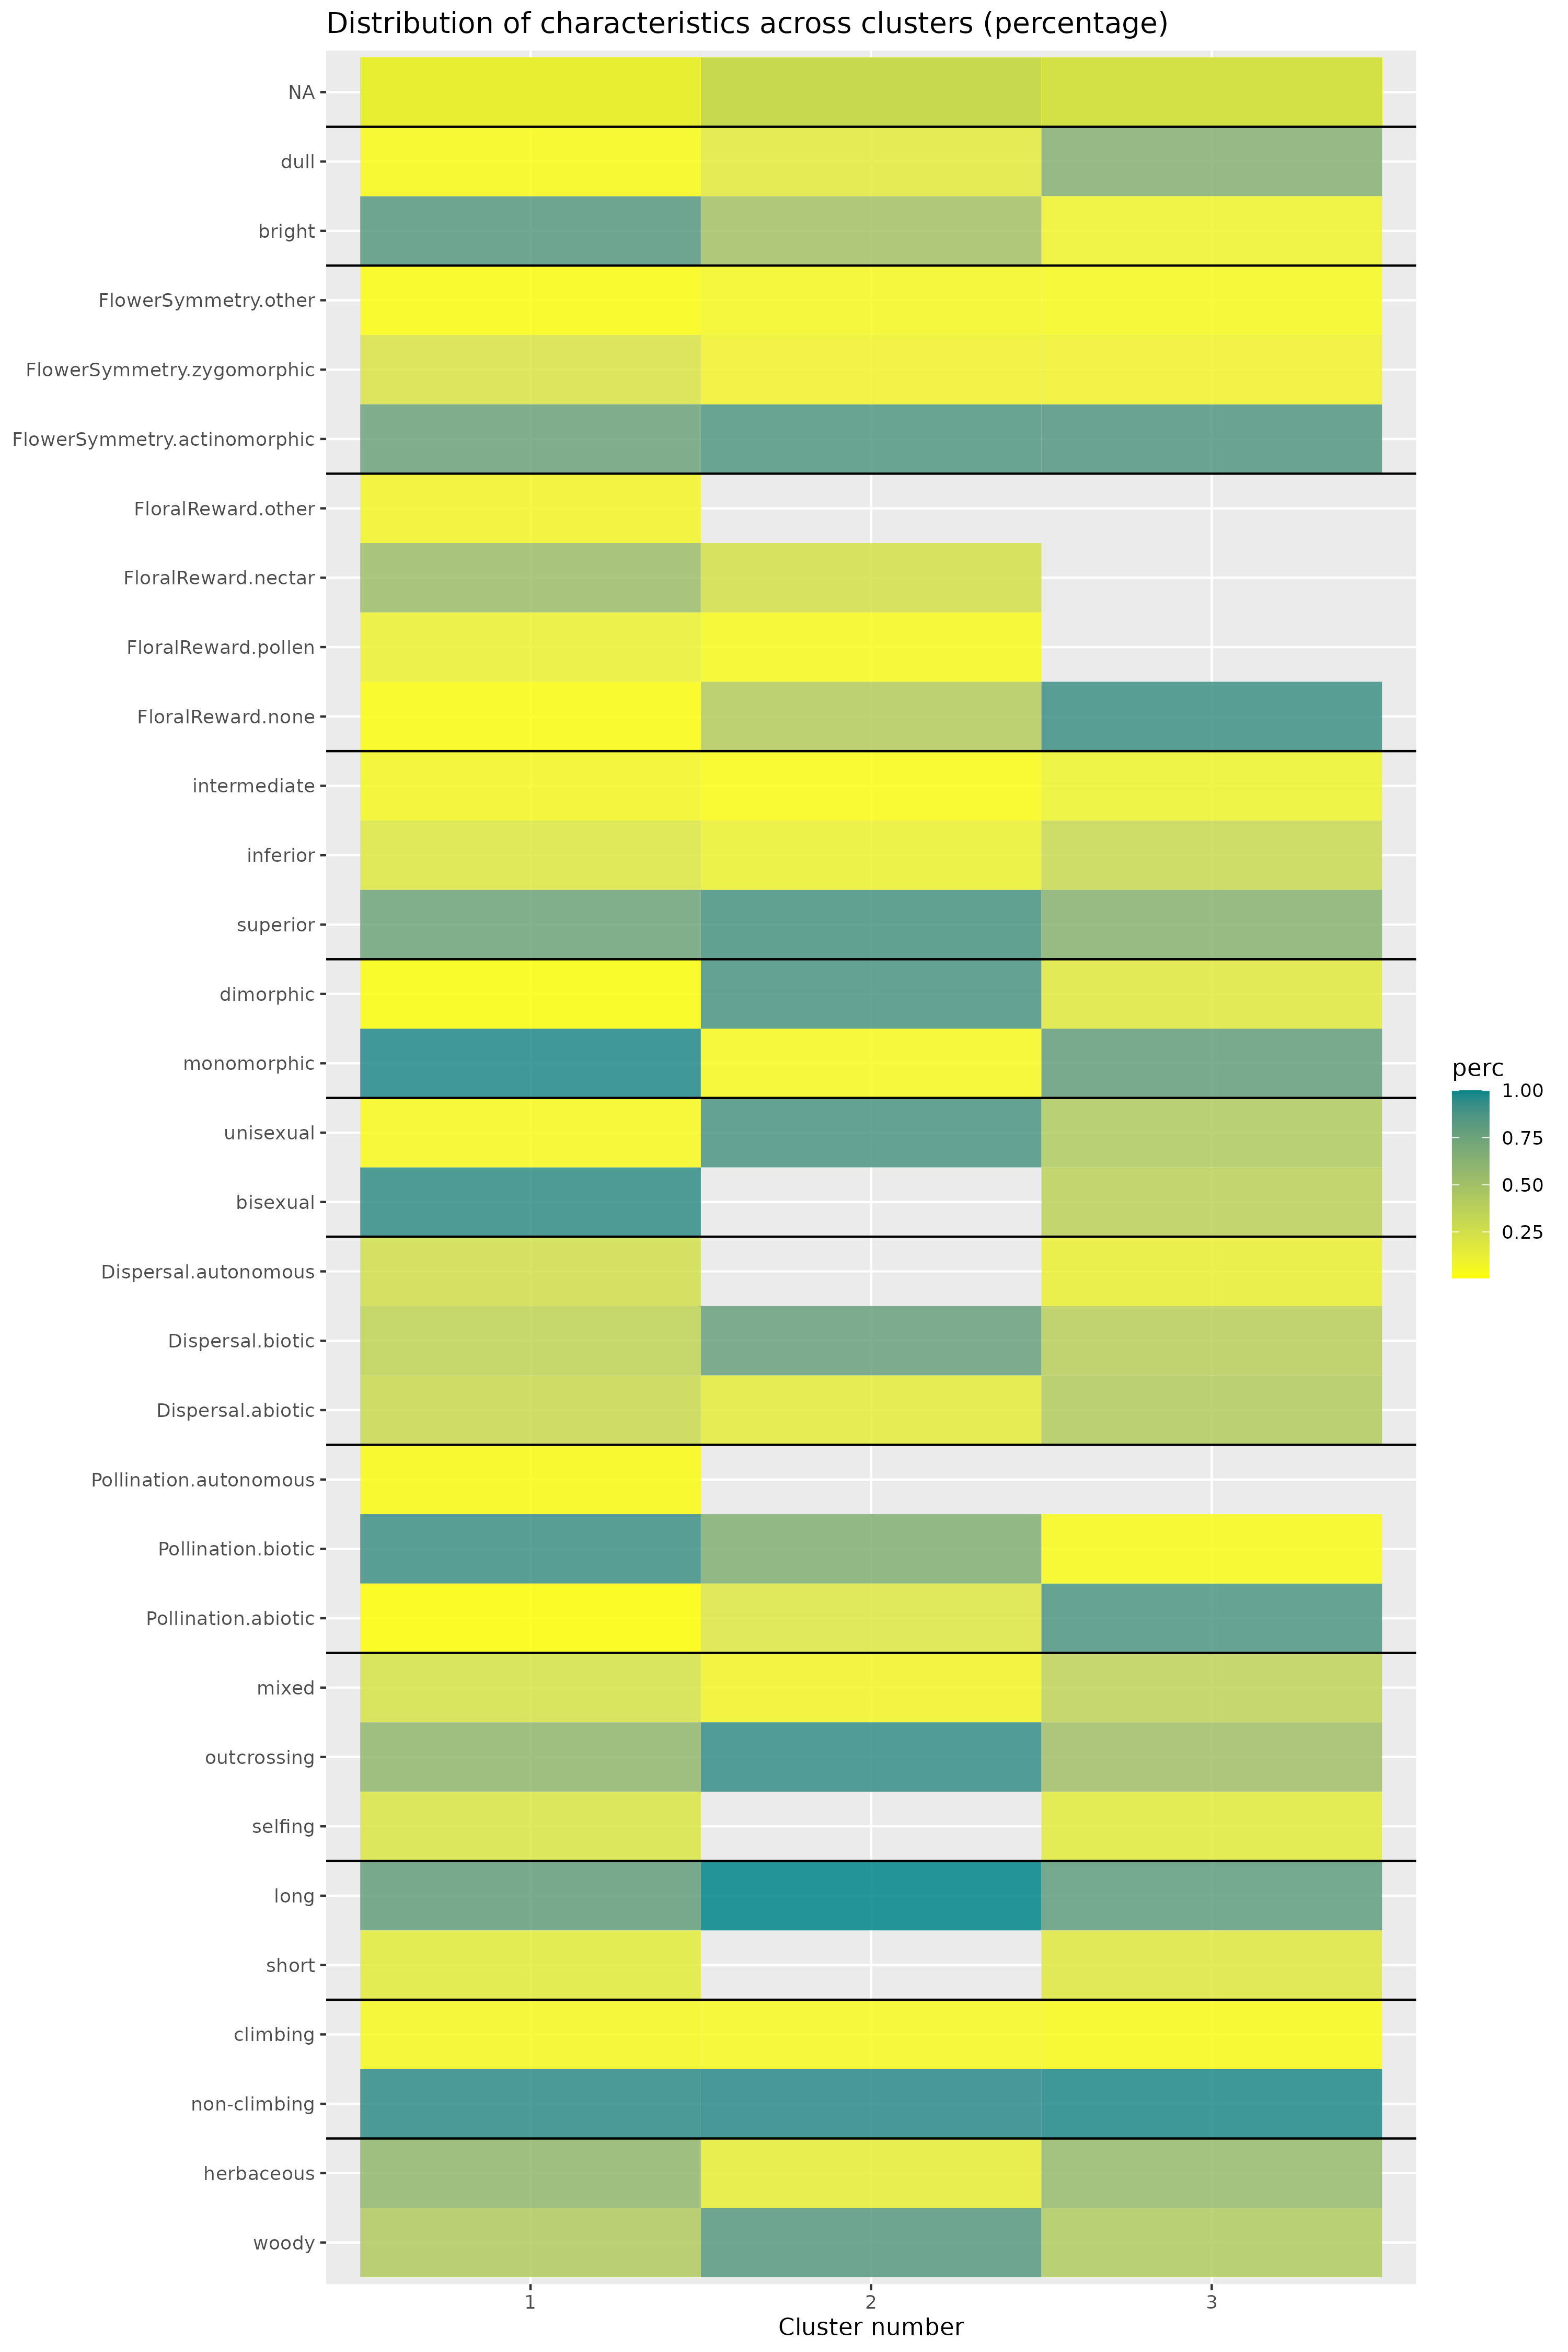 Distribution of characteristics across clusters (percentage)
NA
dull
bright
FlowerSymmetry.other
FlowerSymmetry.zygomorphic
FlowerSymmetry.actinomorphic
FloralReward.other
FloralReward.nectar
FloralReward.pollen
FloralReward.none
intermediate
inferior
superior
dimorphic
monomorphic
unisexual
bisexual
Dispersal.autonomous
Dispersal.biotic
Dispersal.abiotic
Pollination.autonomous
Pollination.biotic
Pollination.abiotic
mixed
outcrossing
selfing
long
short
climbing
non-climbing
herbaceous
woody
1 2 3
Cluster number
perc
1.00
0.75
0.50
0.25